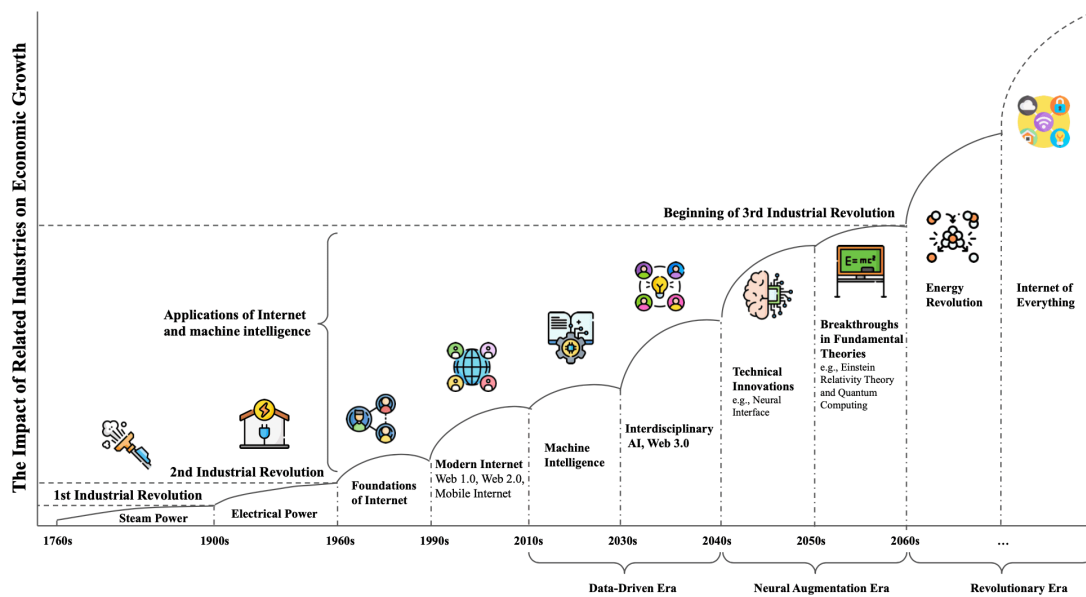 The Impact of Related Industries on Economic Growth
Beginning of 3rd Industrial Revolution
Applications of Internet
and machine intelligence
2nd Industrial Revolution
1st Industrial Revolution
Steam Power
Electrical Power
Foundations
of Internet
Modern Internet
Web 1.0, Web 2.0,
Mobile Internet
Machine
Intelligence
Interdisciplinary
AI, Web 3.0
Technical
Innovations
e.g., Neural
Interface
E=mc²
Breakthroughs
in Fundamental
Theories
e.g., Einstein
Relativity Theory
and Quantum
Computing
Energy
Revolution
Internet of
Everything
1760s
1900s
1960s
1990s
2010s
2030s
2040s
2050s
2060s
...
Data-Driven Era
Neural Augmentation Era
Revolutionary Era